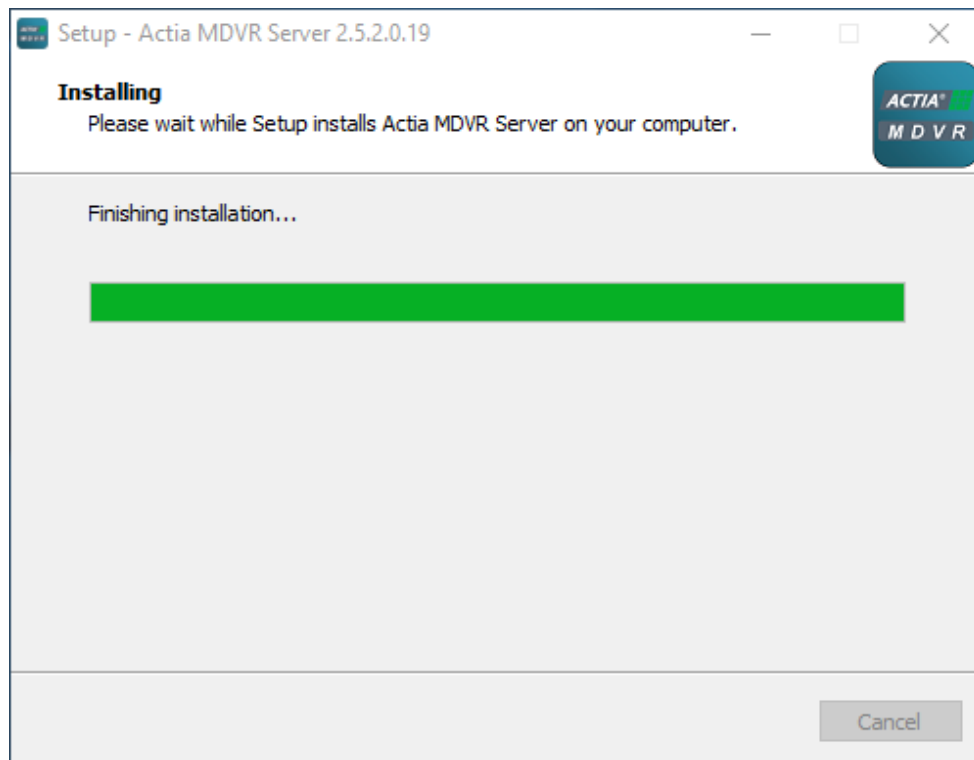 Setup - Actia MDVR Server 2.5.2.0.19
Installing
Please wait while Setup installs Actia MDVR Server on your computer.
ACTIA®
MDVR
Finishing installation...
Cancel